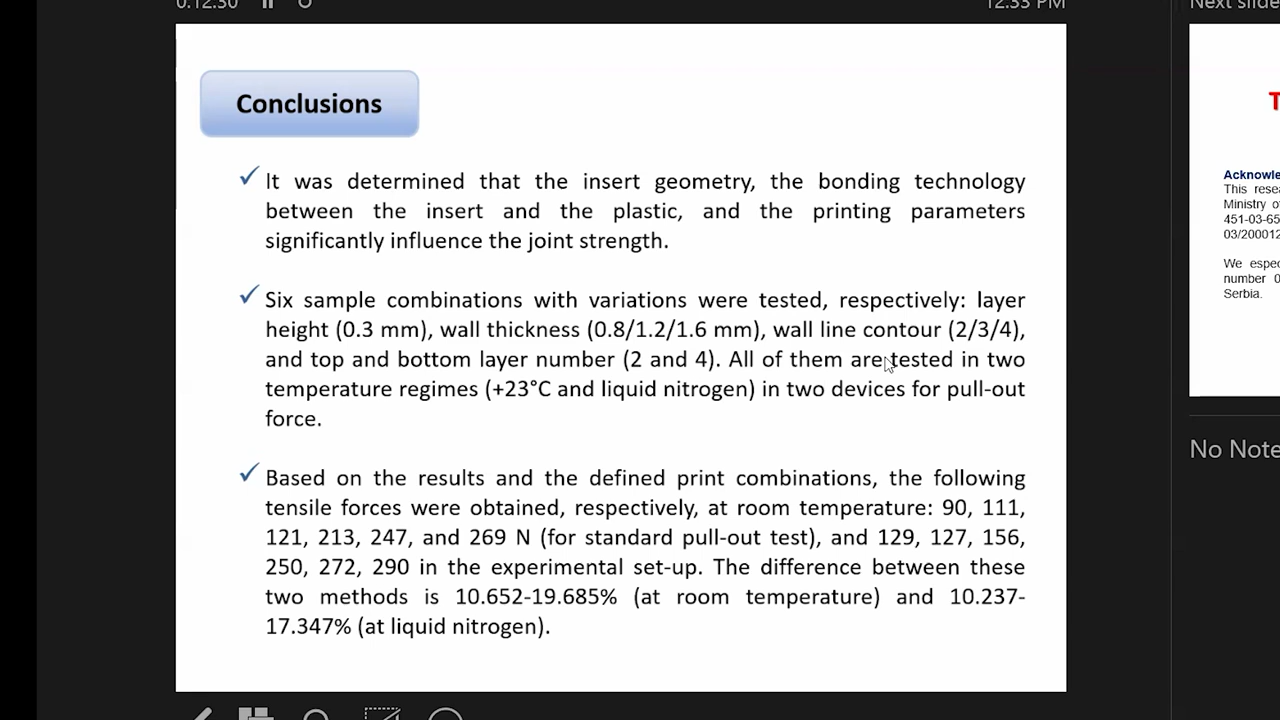 0:12:30
12:33 PM
Next slide
Conclusions
✓ It was determined that the insert geometry, the bonding technology
between the insert and the plastic, and the printing parameters
significantly influence the joint strength.
✓ Six sample combinations with variations were tested, respectively: layer
height (0.3 mm), wall thickness (0.8/1.2/1.6 mm), wall line contour (2/3/4),
and top and bottom layer number (2 and 4). All of them are tested in two
temperature regimes (+23°C and liquid nitrogen) in two devices for pull-out
force.
✓ Based on the results and the defined print combinations, the following
tensile forces were obtained, respectively, at room temperature: 90, 111,
121, 213, 247, and 269 N (for standard pull-out test), and 129, 127, 156,
250, 272, 290 in the experimental set-up. The difference between these
two methods is 10.652-19.685% (at room temperature) and 10.237-
17.347% (at liquid nitrogen).
T
Acknowle
This resea
Ministry o
451-03-65
03/200012
We espec
number 0
Serbia.
No Note